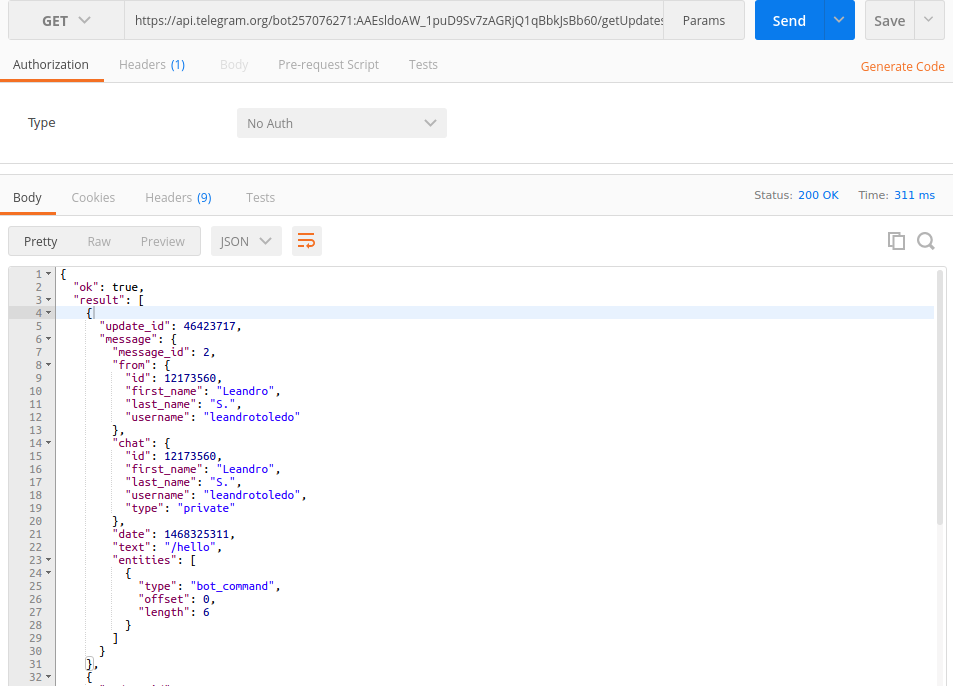 GET https://api.telegram.org/bot257076271:AAEsldoAW_1puD9Sv7zAGRjQ1qBbkJsBb60/getUpdates Params Send Save
Authorization Headers (1) Body Pre-request Script Tests Generate Code
Type No Auth
Body Cookies Headers (9) Tests Status: 200 OK Time: 311 ms
Pretty Raw Preview JSON
1 {
2 "ok": true,
3 "result": [
4 {
5 "update_id": 46423717,
6 "message": {
7 "message_id": 2,
8 "from": {
9 "id": 12173560,
10 "first_name": "Leandro",
11 "last_name": "S.",
12 "username": "leandrotoledo"
13 },
14 "chat": {
15 "id": 12173560,
16 "first_name": "Leandro",
17 "last_name": "S.",
18 "username": "leandrotoledo",
19 "type": "private"
20 },
21 "date": 1468325311,
22 "text": "/hello",
23 "entities": [
24 {
25 "type": "bot_command",
26 "offset": 0,
27 "length": 6
28 }
29 ]
30 }
31 },
32 {